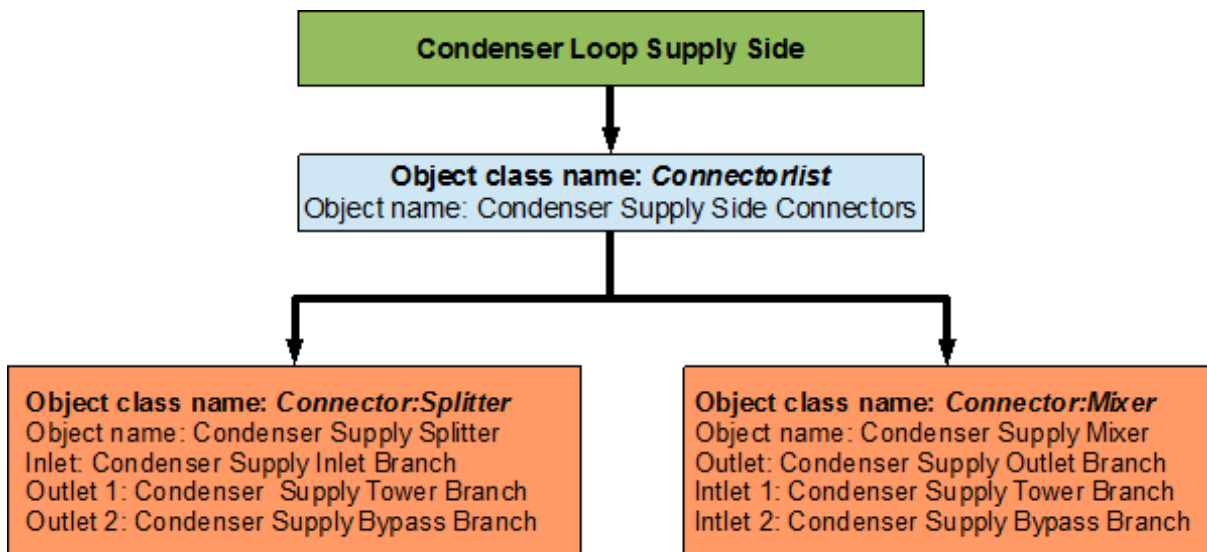 Condenser Loop Supply Side
Object class name: Connectorlist
Object name: Condenser Supply Side Connectors
Object class name: Connector:Splitter
Object name: Condenser Supply Splitter
Inlet: Condenser Supply Inlet Branch
Outlet 1: Condenser Supply Tower Branch
Outlet 2: Condenser Supply Bypass Branch
Object class name: Connector:Mixer
Object name: Condenser Supply Mixer
Outlet: Condenser Supply Outlet Branch
Intlet 1: Condenser Supply Tower Branch
Intlet 2: Condenser Supply Bypass Branch